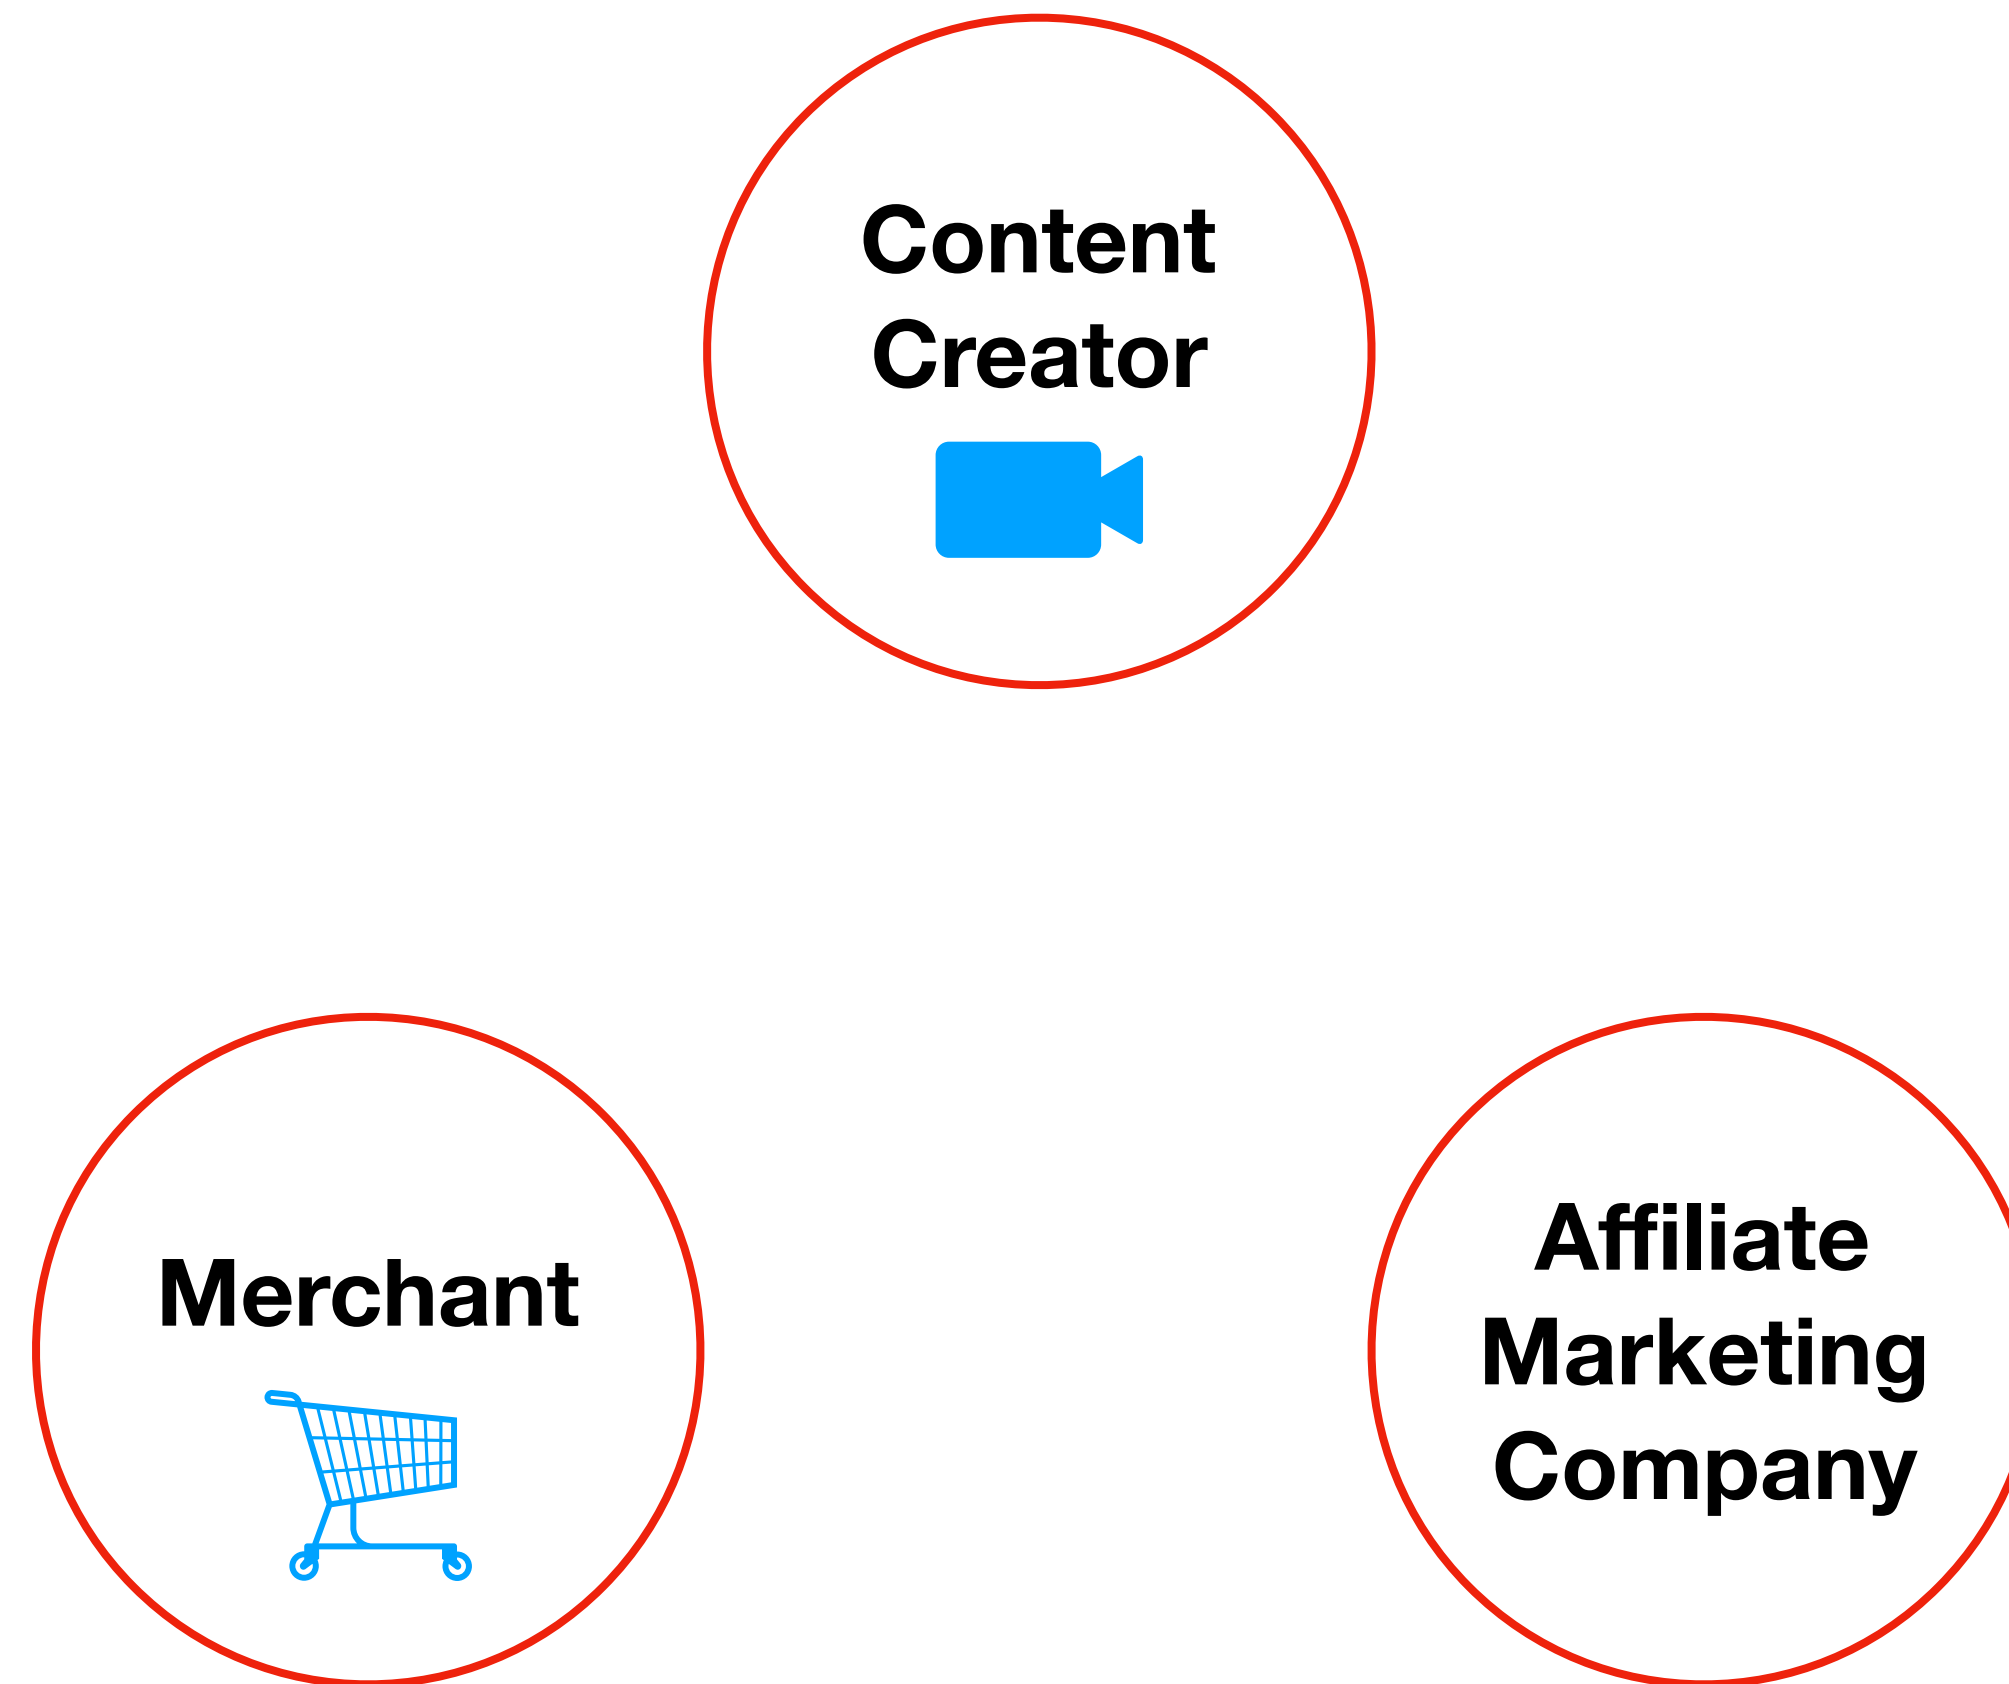 Content
Creator
Merchant
Affiliate
Marketing
Company